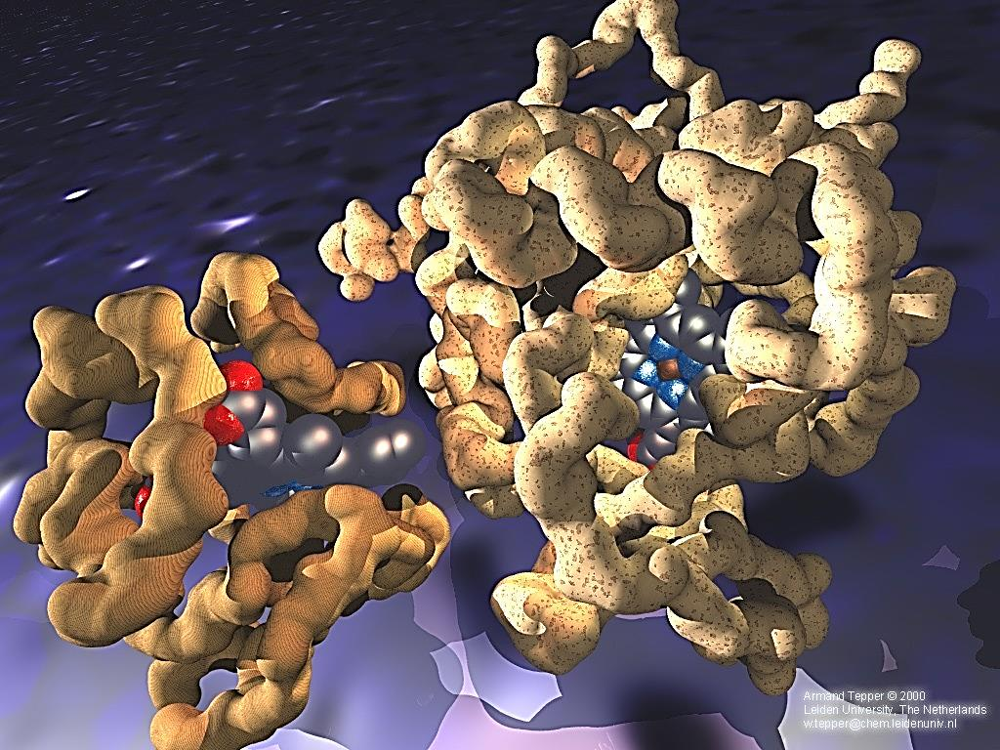 Armand Tepper © 2000
Leiden University, The Netherlands
w.tepper@chem.leidenuniv.nl